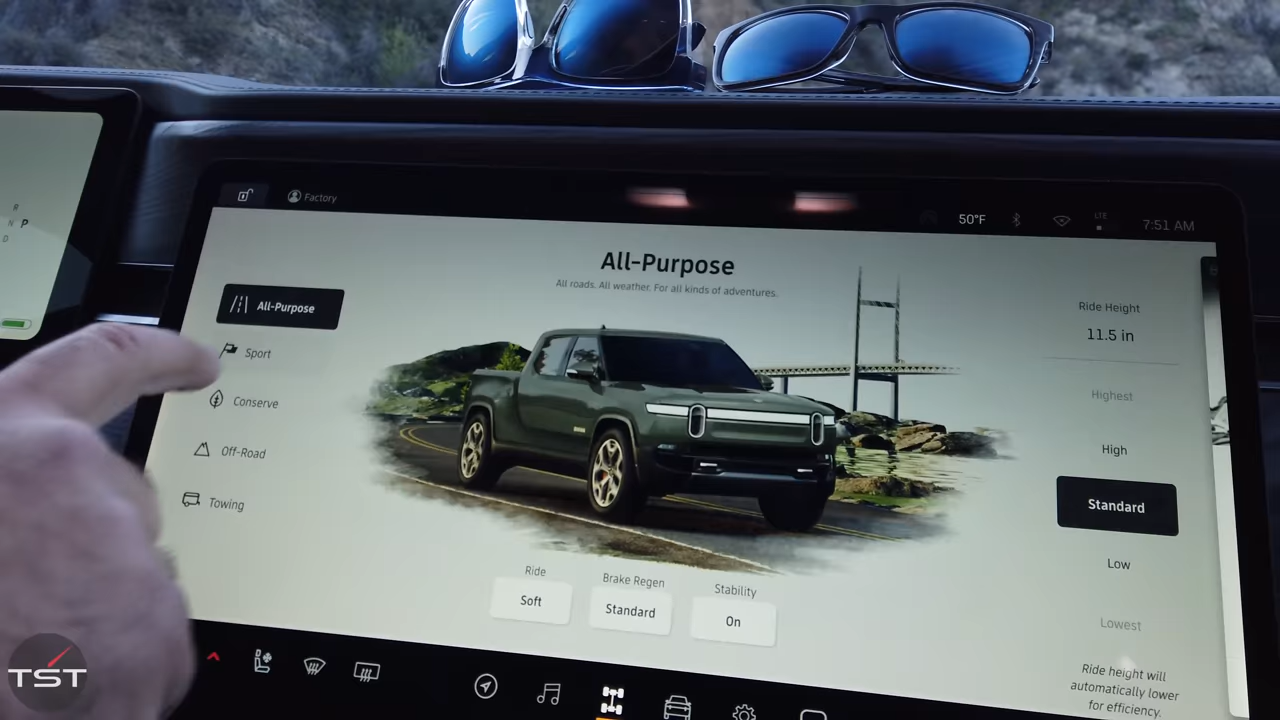 R
N P
D
Factory
50°F
LTE
7:51 AM
All-Purpose
All roads. All weather. For all kinds of adventures.
All-Purpose
Sport
Conserve
Off-Road
Towing
Ride Height
11.5 in
Highest
High
Standard
Low
Lowest
Ride height will
automatically lower
for efficiency.
Ride
Soft
Brake Regen
Standard
Stability
On
TST